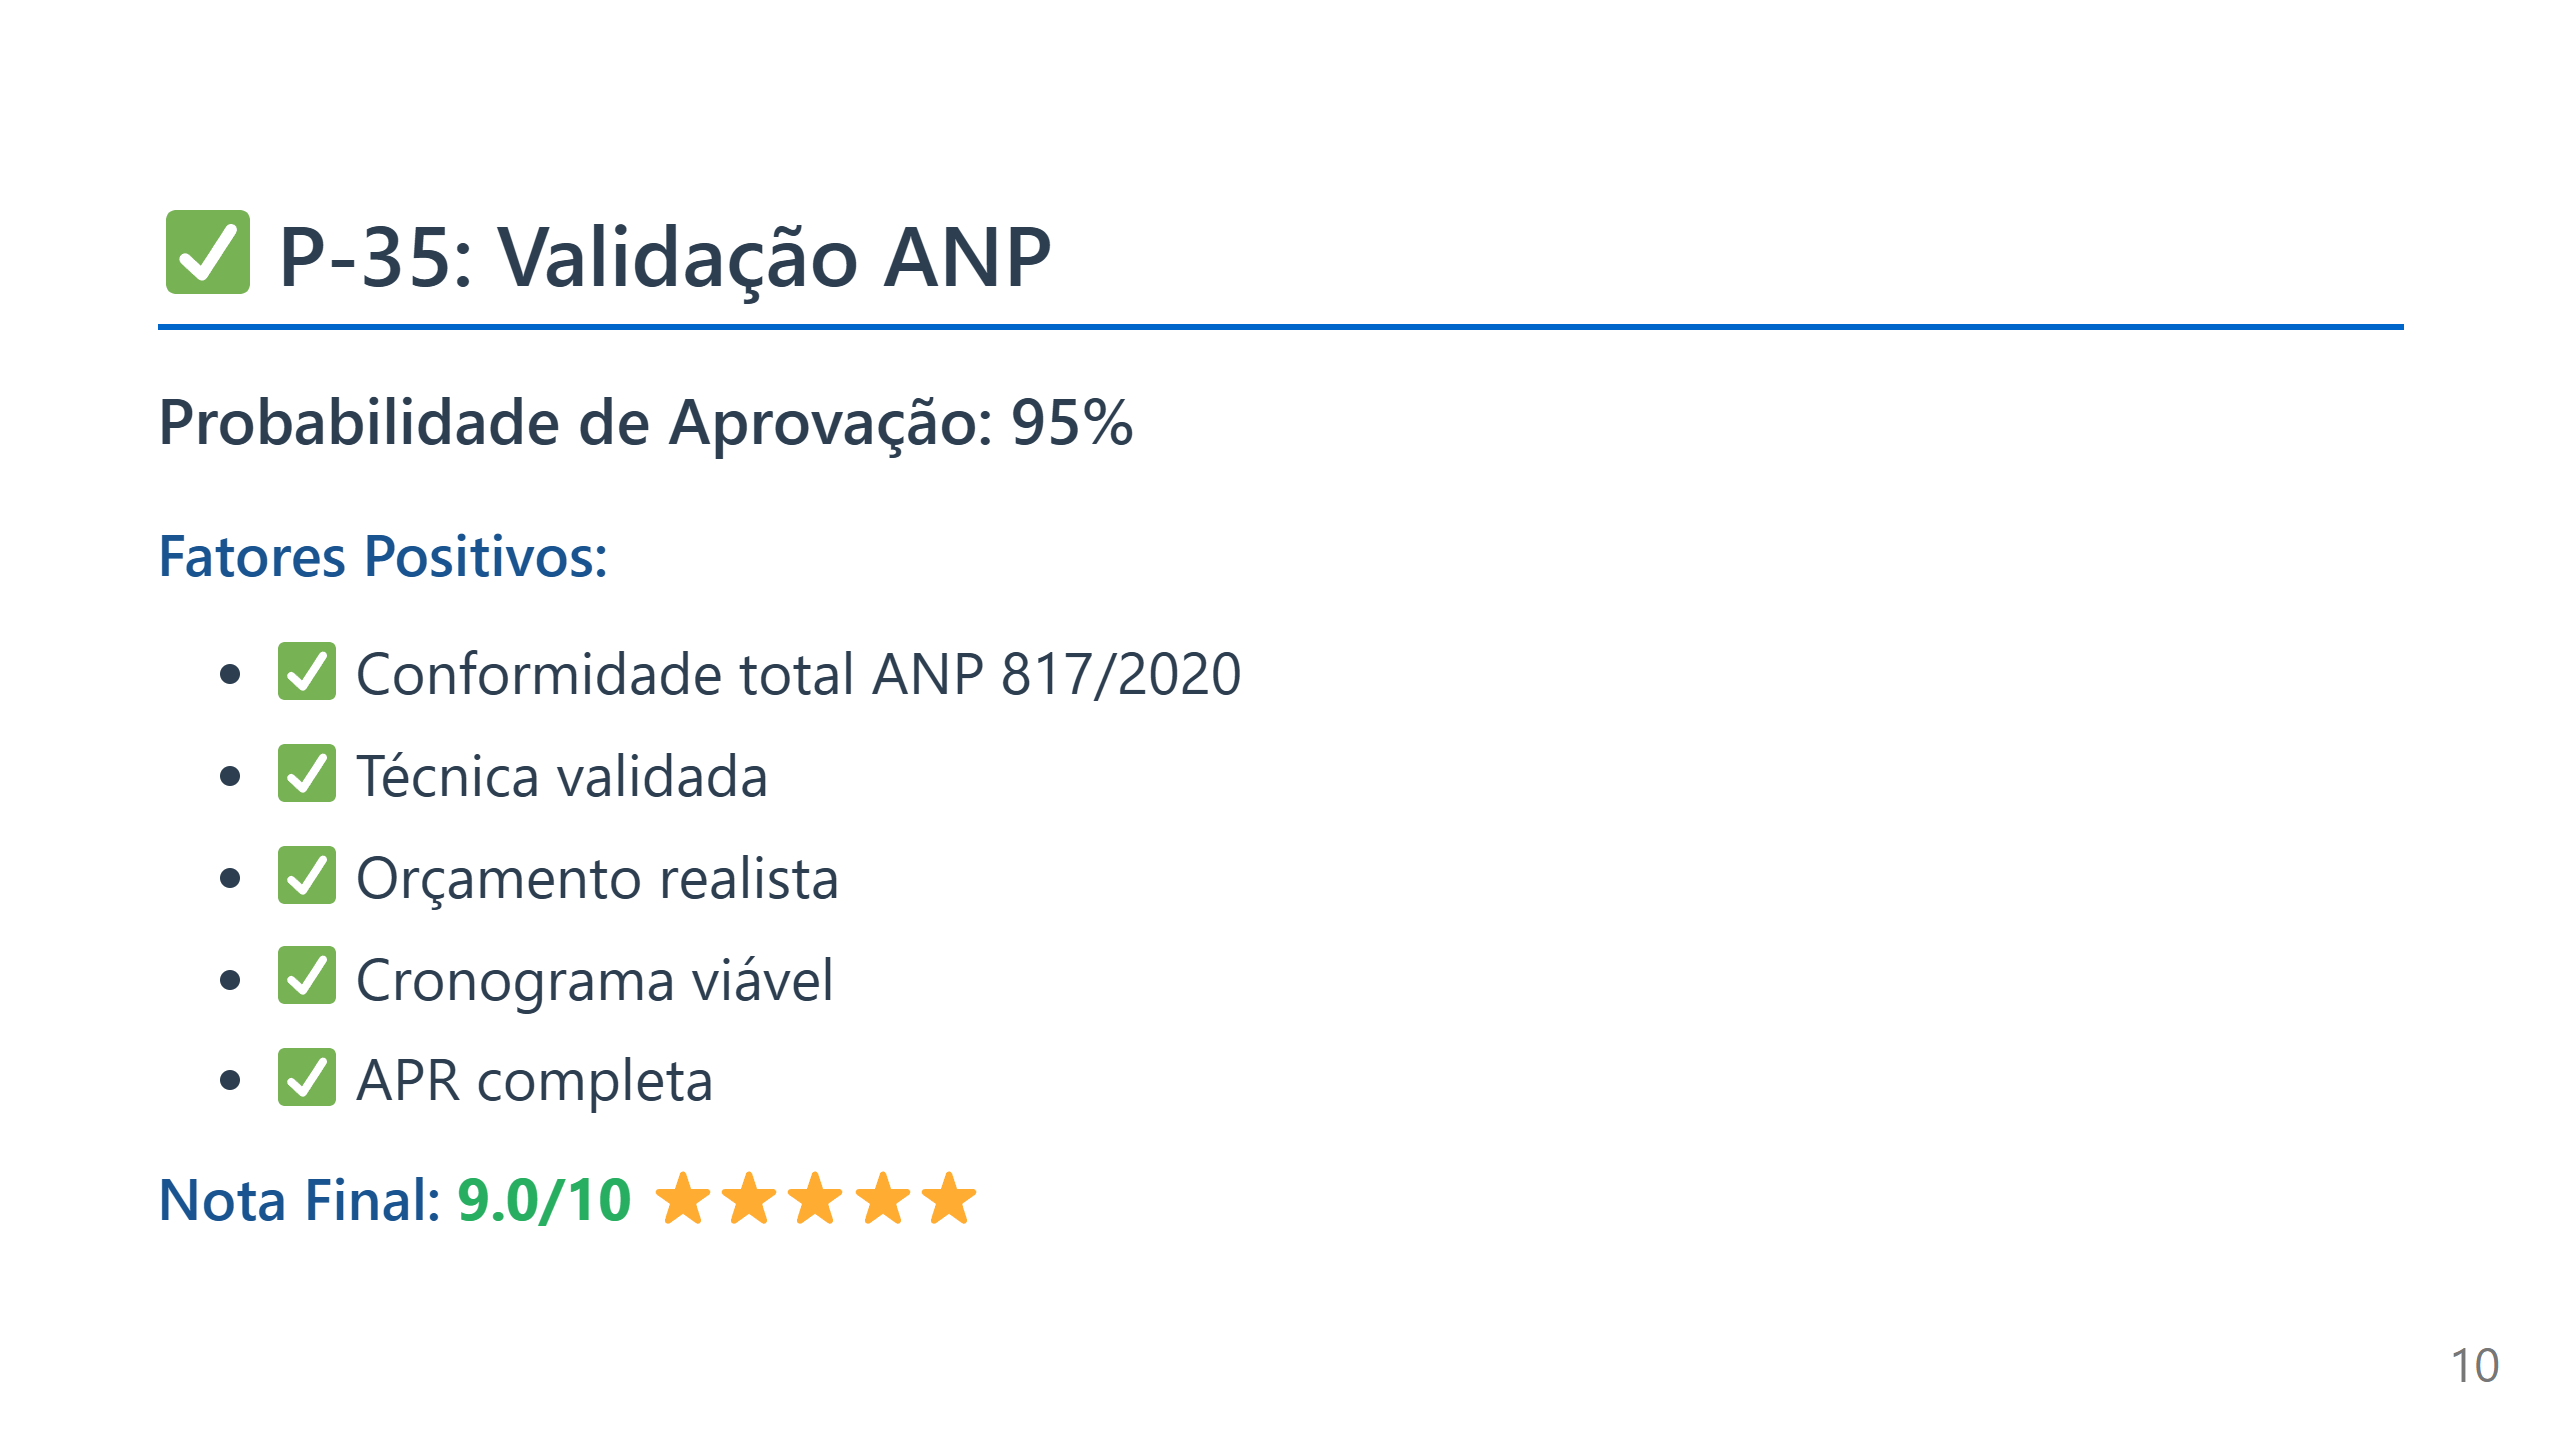 ✅ P-35: Validação ANP
Probabilidade de Aprovação: 95%
Fatores Positivos:
• ✅ Conformidade total ANP 817/2020
• ✅ Técnica validada
• ✅ Orçamento realista
• ✅ Cronograma viável
• ✅ APR completa
Nota Final: 9.0/10 ⭐⭐⭐⭐⭐
10